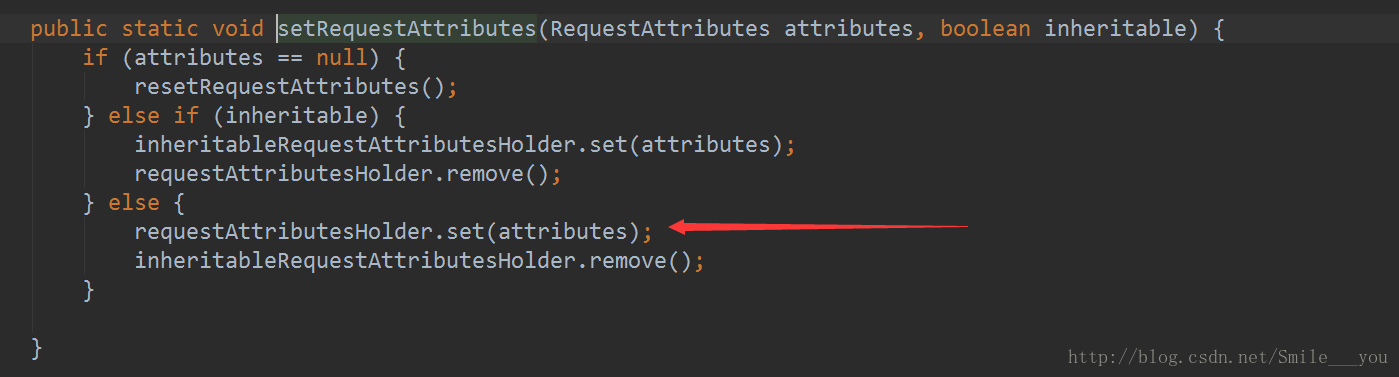 public static void setRequestAttributes(RequestAttributes attributes, boolean inheritable) {
    if (attributes == null) {
        resetRequestAttributes();
    } else if (inheritable) {
        inheritableRequestAttributesHolder.set(attributes);
        requestAttributesHolder.remove();
    } else {
        requestAttributesHolder.set(attributes);
        inheritableRequestAttributesHolder.remove();
    }
}
http://blog.csdn.net/Smile___you